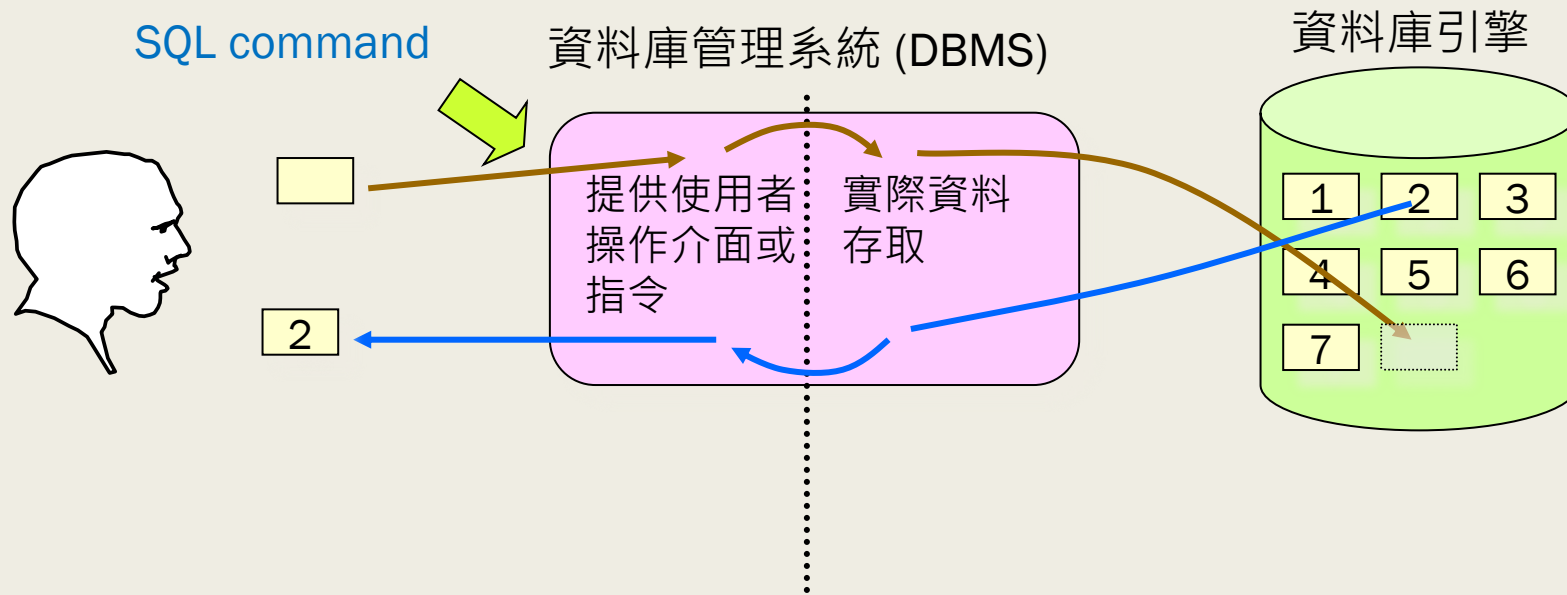 SQL command
資料庫管理系統 (DBMS)
資料庫引擎
提供使用者
操作介面或
指令
實際資料
存取
2
1 2 3
4 5 6
7